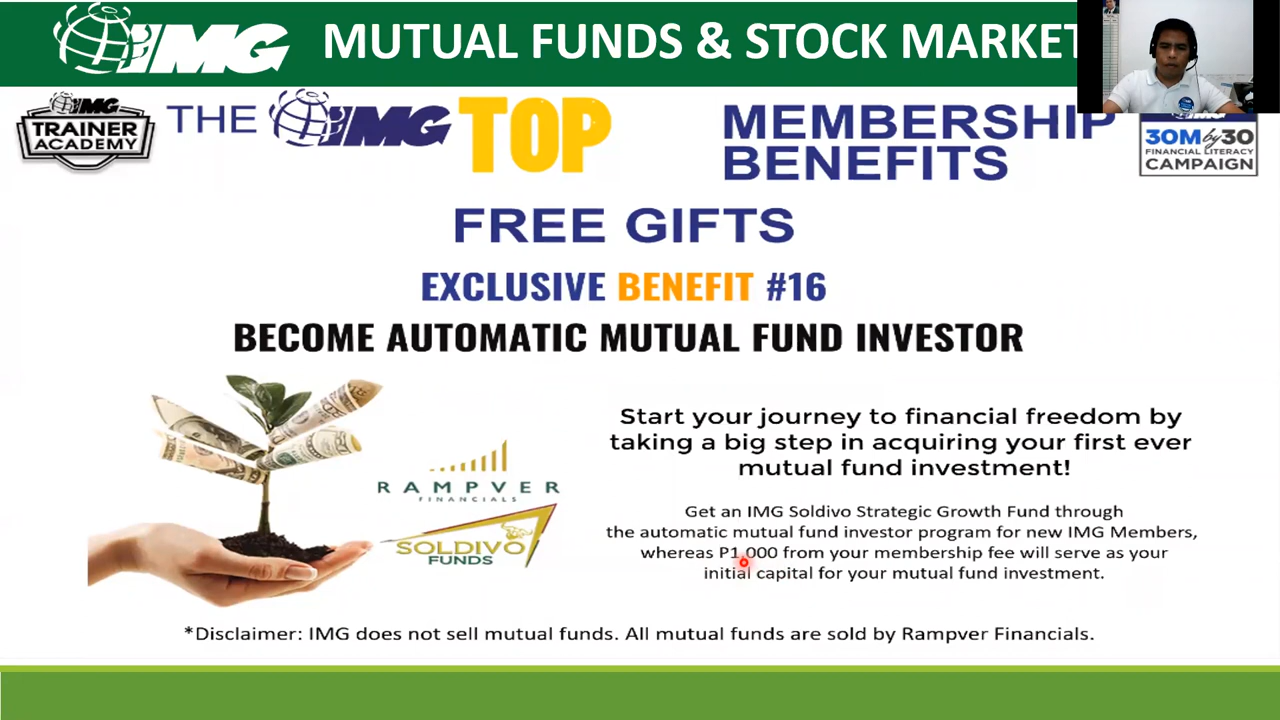 IMG MUTUAL FUNDS & STOCK MARKET
IMG
TRAINER
ACADEMY
THE IMG TOP
MEMBERSHIP
BENEFITS
30M by 30
FINANCIAL LITERACY
CAMPAIGN
FREE GIFTS
EXCLUSIVE BENEFIT #16
BECOME AUTOMATIC MUTUAL FUND INVESTOR
RAMPVER
FINANCIALS
SOLDIVO
FUNDS
Start your journey to financial freedom by
taking a big step in acquiring your first ever
mutual fund investment!
Get an IMG Soldivo Strategic Growth Fund through
the automatic mutual fund investor program for new IMG Members,
whereas P1,000 from your membership fee will serve as your
initial capital for your mutual fund investment.
*Disclaimer: IMG does not sell mutual funds. All mutual funds are sold by Rampver Financials.